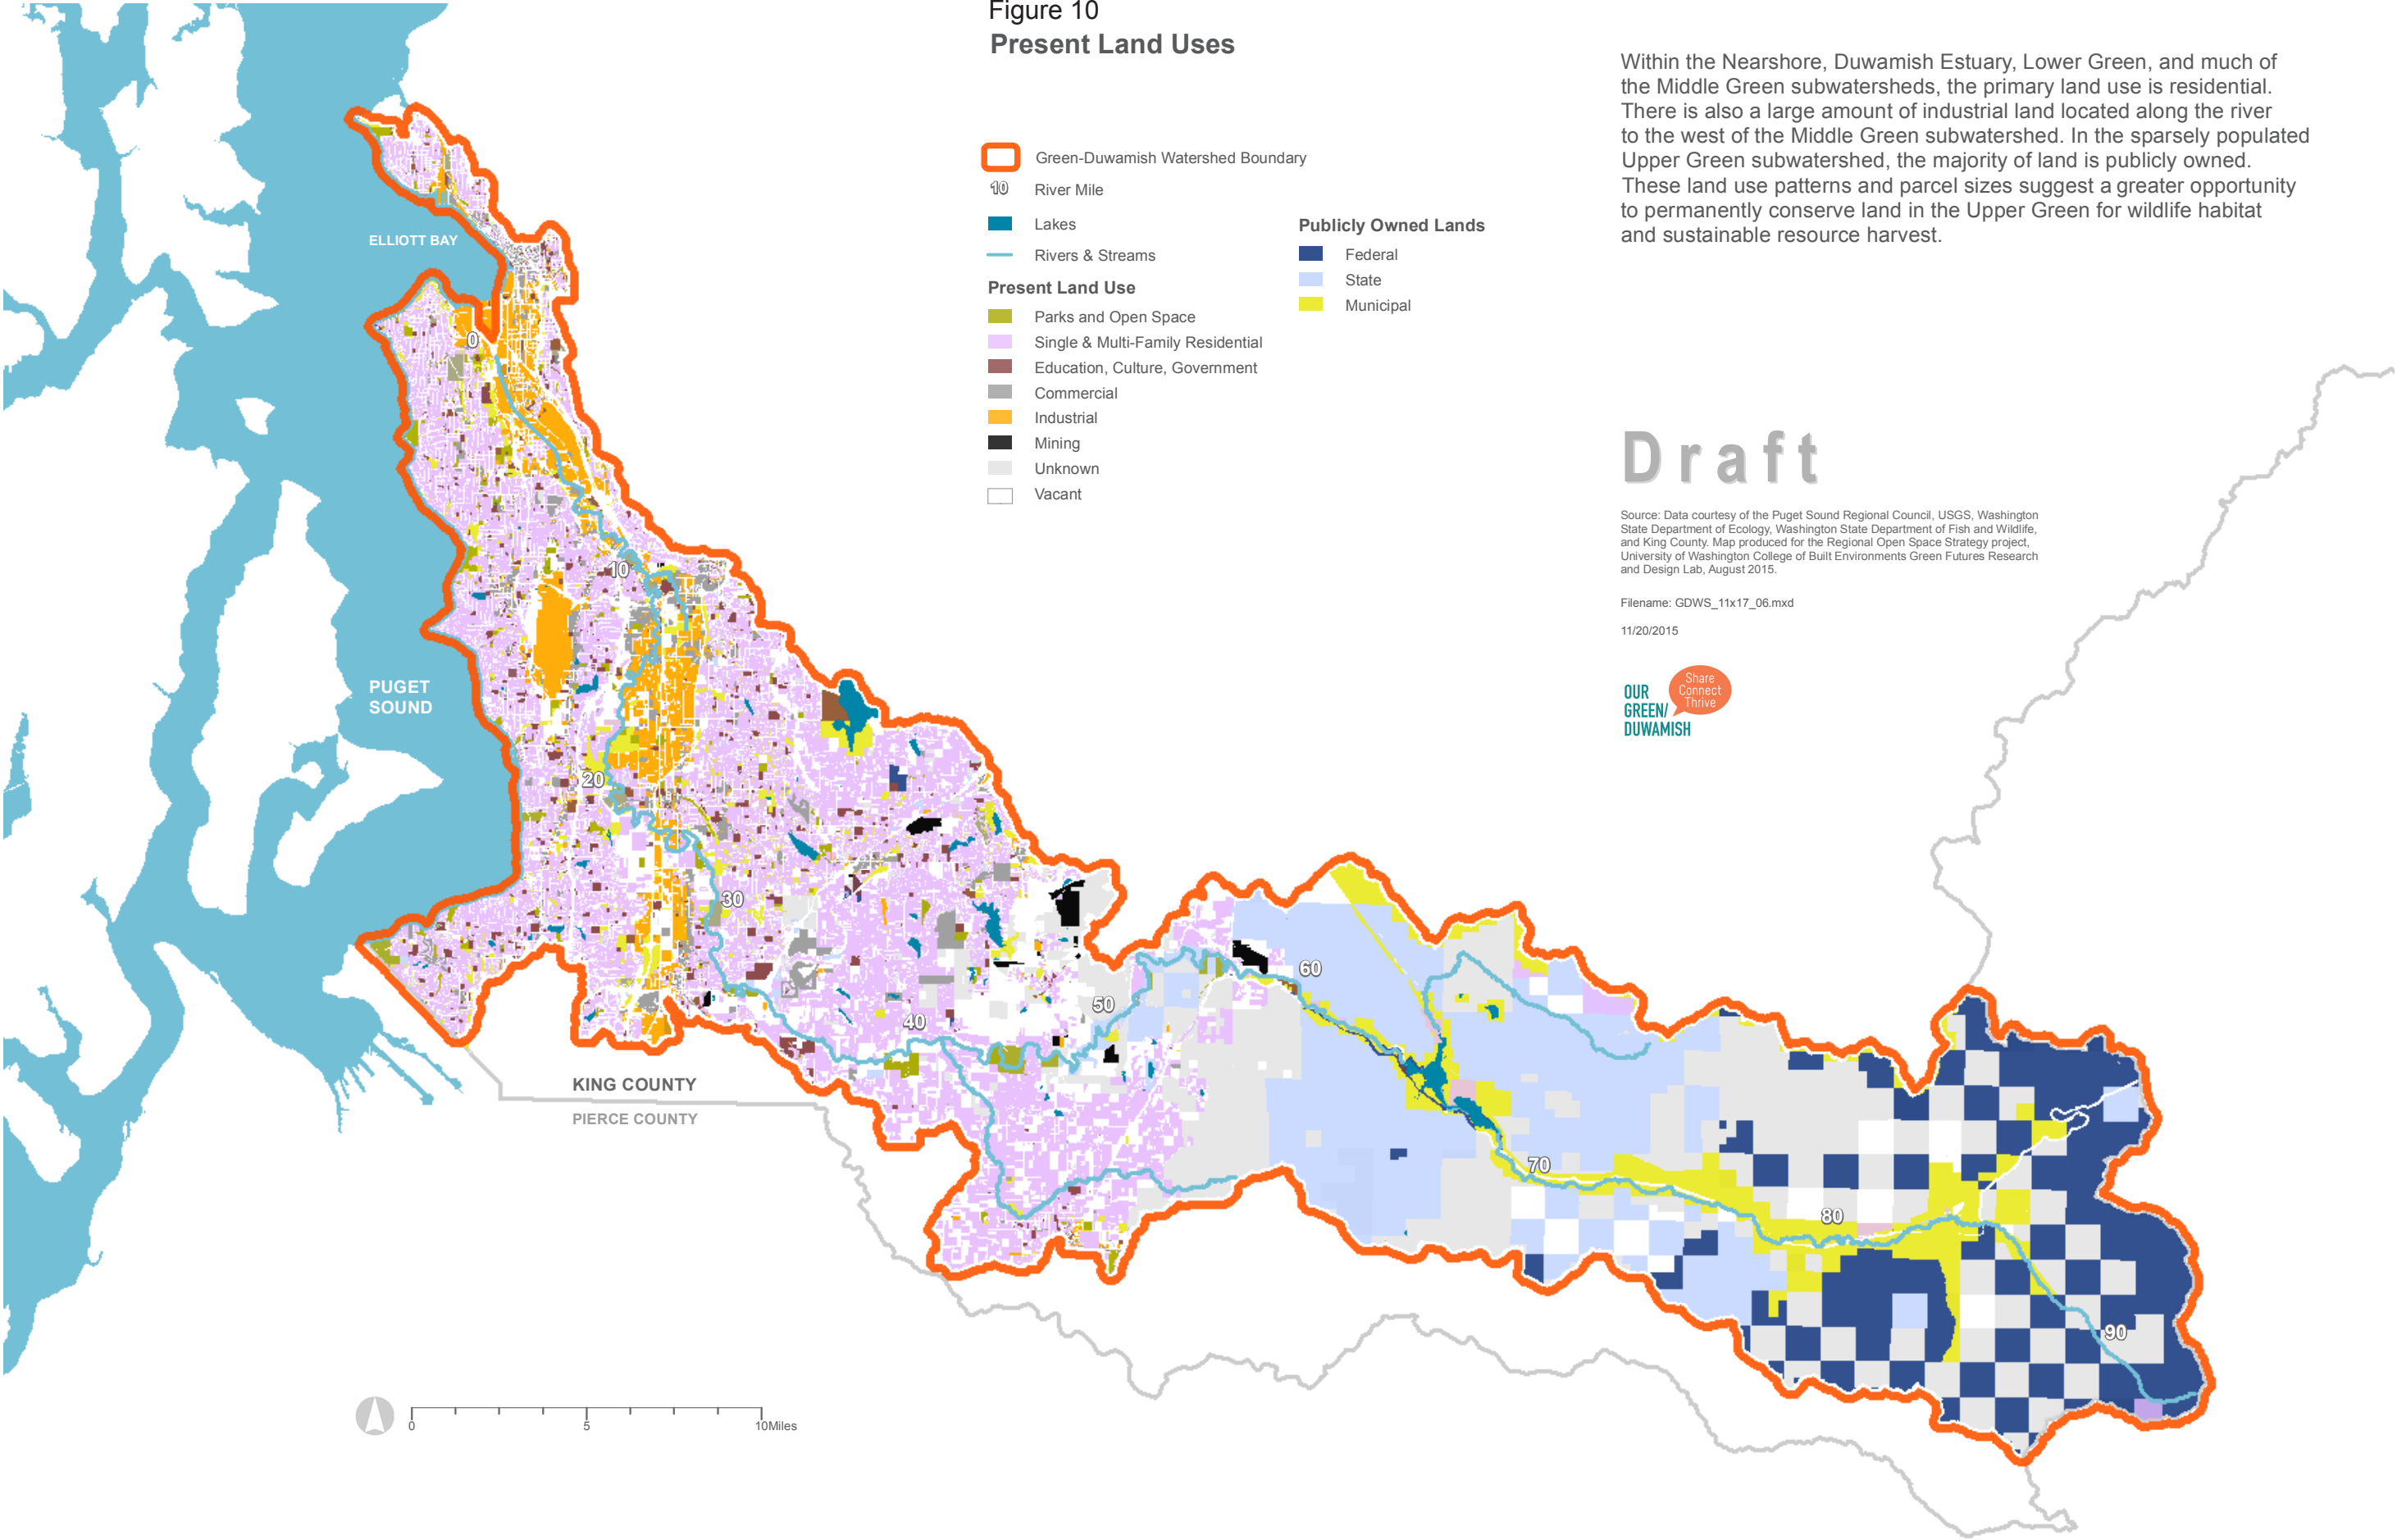 Figure 10
Present Land Uses
Within the Nearshore, Duwamish Estuary, Lower Green, and much of
the Middle Green subwatersheds, the primary land use is residential.
There is also a large amount of industrial land located along the river
to the west of the Middle Green subwatershed. In the sparsely populated
Upper Green subwatershed, the majority of land is publicly owned.
These land use patterns and parcel sizes suggest a greater opportunity
to permanently conserve land in the Upper Green for wildlife habitat
and sustainable resource harvest.
Green-Duwamish Watershed Boundary
10 River Mile
Lakes
Rivers & Streams
Present Land Use
Parks and Open Space
Single & Multi-Family Residential
Education, Culture, Government
Commercial
Industrial
Mining
Unknown
Vacant
Publicly Owned Lands
Federal
State
Municipal
Draft
Source: Data courtesy of the Puget Sound Regional Council, USGS, Washington
State Department of Ecology, Washington State Department of Fish and Wildlife,
and King County. Map produced for the Regional Open Space Strategy project,
University of Washington College of Built Environments Green Futures Research
and Design Lab, August 2015.
Filename: GDWS_11x17_06.mxd
11/20/2015
OUR
GREEN/
DUWAMISH
Share
Connect
Thrive
ELLIOTT BAY
0
10
PUGET
SOUND
20
30
40
50
60
70
80
90
KING COUNTY
PIERCE COUNTY
0
5
10Miles